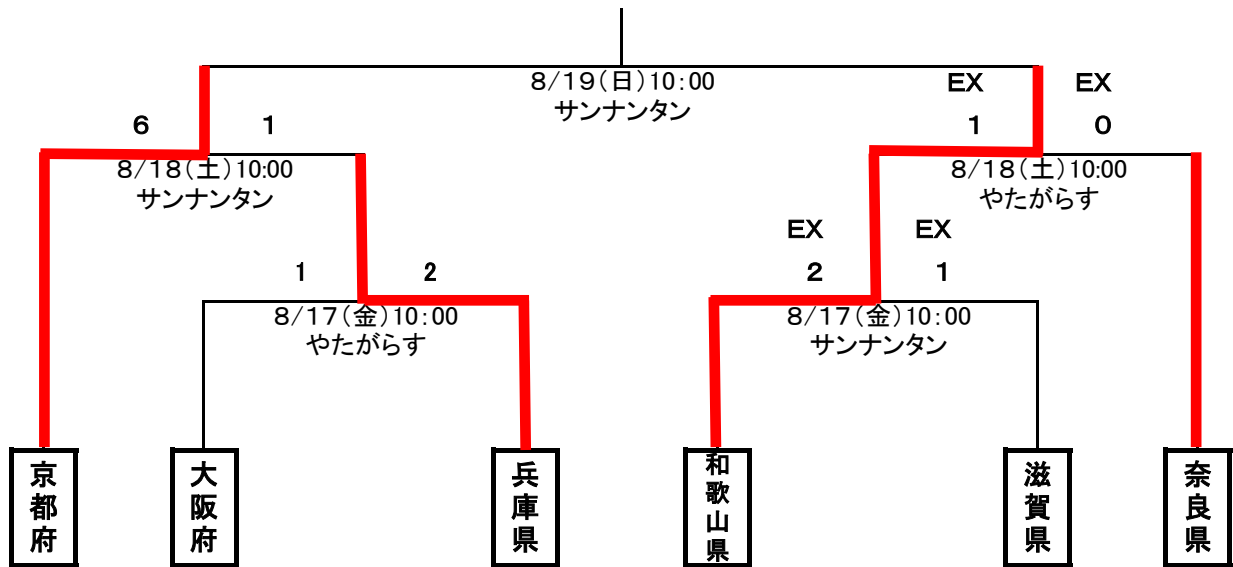 8/19(日)10:00
サンナンタン
EX EX
6 1
1 0
8/18(土)10:00
サンナンタン
8/18(土)10:00
やたがらす
EX EX
1 2
2 1
8/17(金)10:00
やたがらす
8/17(金)10:00
サンナンタン
京都府
大阪府
兵庫県
和歌山県
滋賀県
奈良県